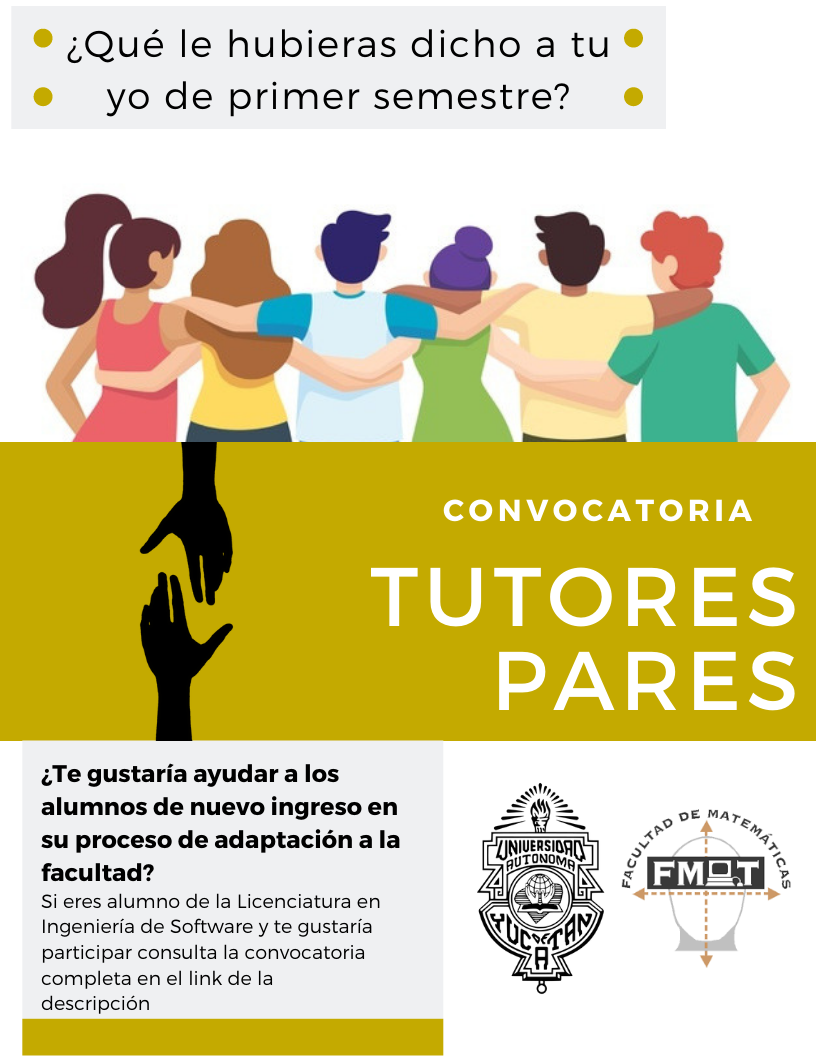 ¿Qué le hubieras dicho a tu
yo de primer semestre?
CONVOCATORIA
TUTORES
PARES
¿Te gustaría ayudar a los
alumnos de nuevo ingreso en
su proceso de adaptación a la
facultad?
Si eres alumno de la Licenciatura en
Ingeniería de Software y te gustaría
participar consulta la convocatoria
completa en el link de la
descripción
UNIVERSIDAD
AUTONOMA
DE
YUCATAN
FACULTAD DE MATEMÁTICAS
FMAT